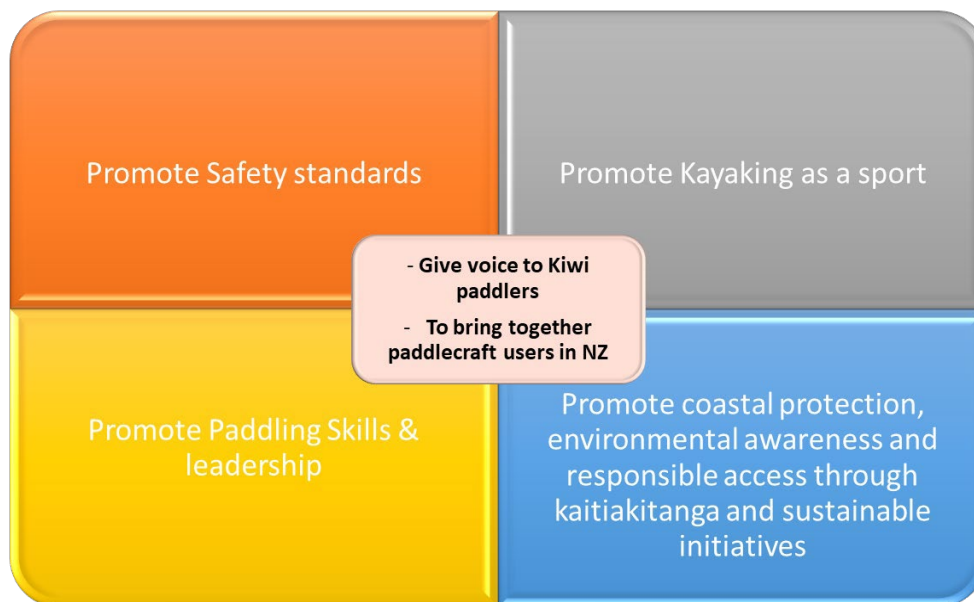 Promote Safety standards
Promote Kayaking as a sport
- Give voice to Kiwi
paddlers
- To bring together
paddlecraft users in NZ
Promote Paddling Skills &
leadership
Promote coastal protection,
environmental awareness and
responsible access through
kaitiakitanga and sustainable
initiatives